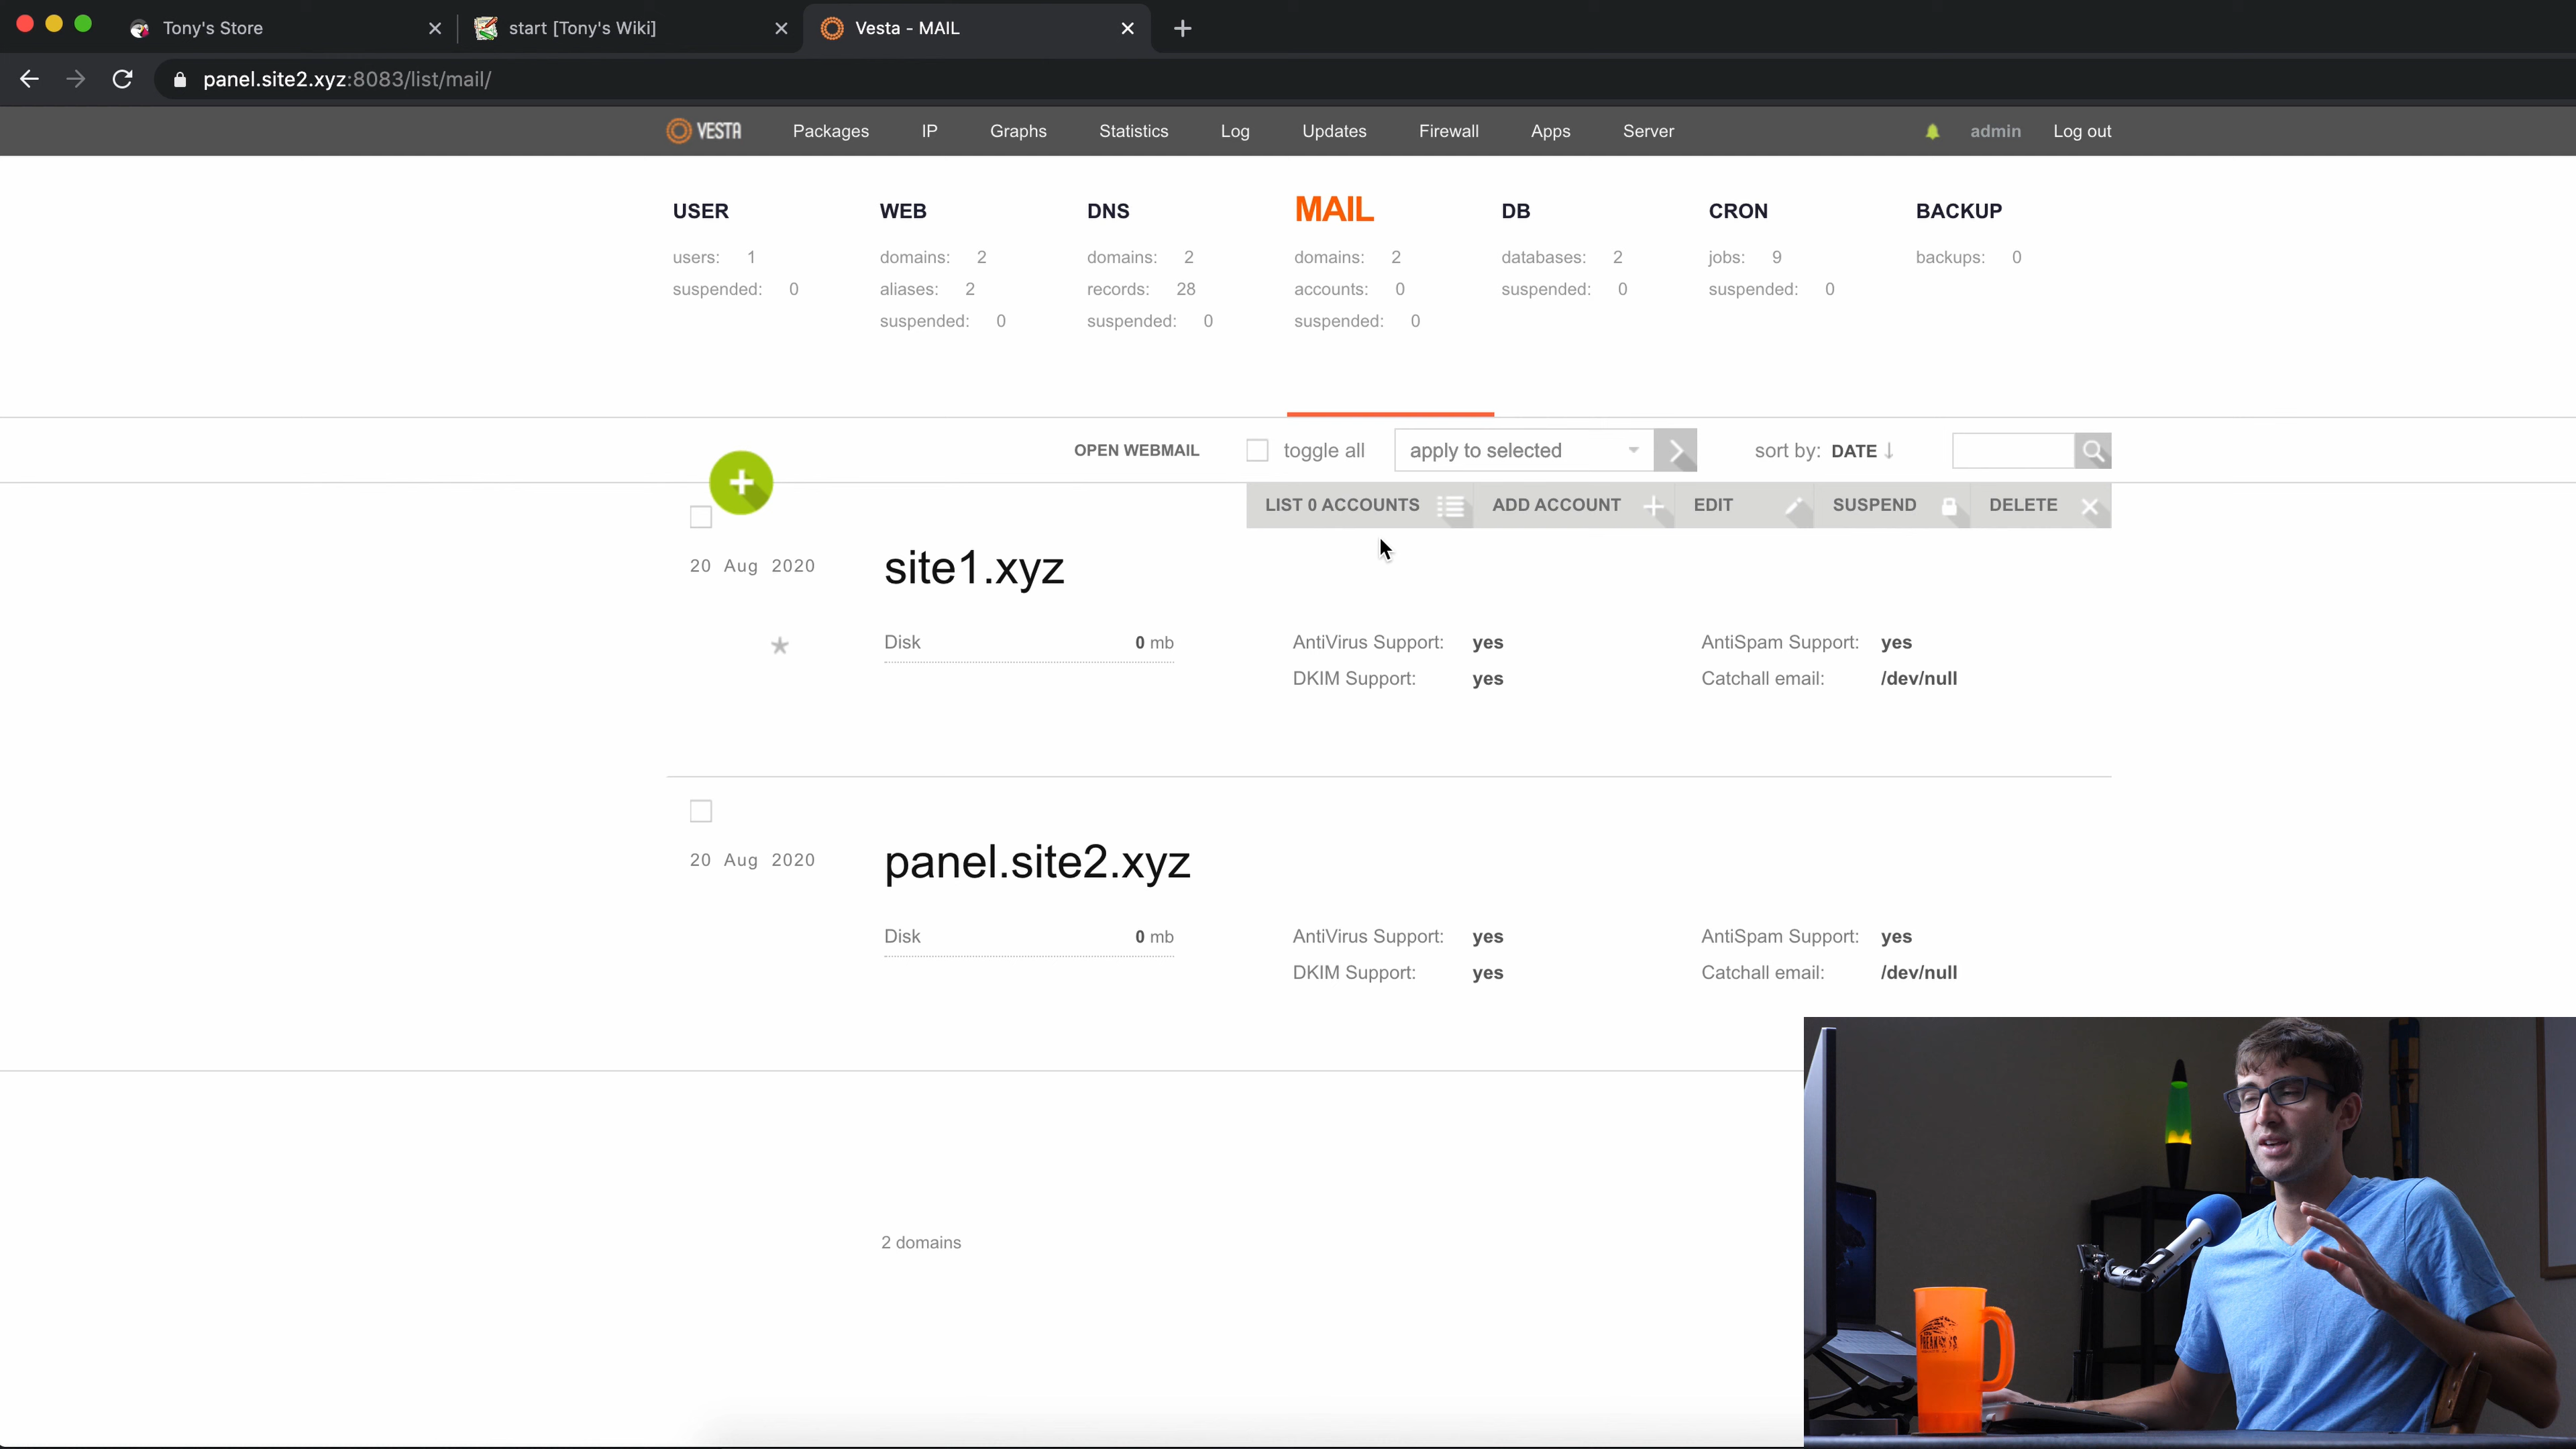 Tony's Store
start [Tony's Wiki]
Vesta - MAIL
panel.site2.xyz:8083/list/mail/
VESTA Packages IP Graphs Statistics Log Updates Firewall Apps Server admin Log out
USER WEB DNS MAIL DB CRON BACKUP
users: 1 domains: 2 domains: 2 domains: 2 databases: 2 jobs: 9 backups: 0
suspended: 0 aliases: 2 records: 28 accounts: 0 suspended: 0 suspended: 0
suspended: 0 suspended: 0 suspended: 0
OPEN WEBMAIL toggle all apply to selected sort by: DATE ↓
LIST 0 ACCOUNTS ADD ACCOUNT EDIT SUSPEND DELETE
20 Aug 2020 site1.xyz
Disk 0 mb AntiVirus Support: yes AntiSpam Support: yes
DKIM Support: yes Catchall email: /dev/null
20 Aug 2020 panel.site2.xyz
Disk 0 mb AntiVirus Support: yes AntiSpam Support: yes
DKIM Support: yes Catchall email: /dev/null
2 domains